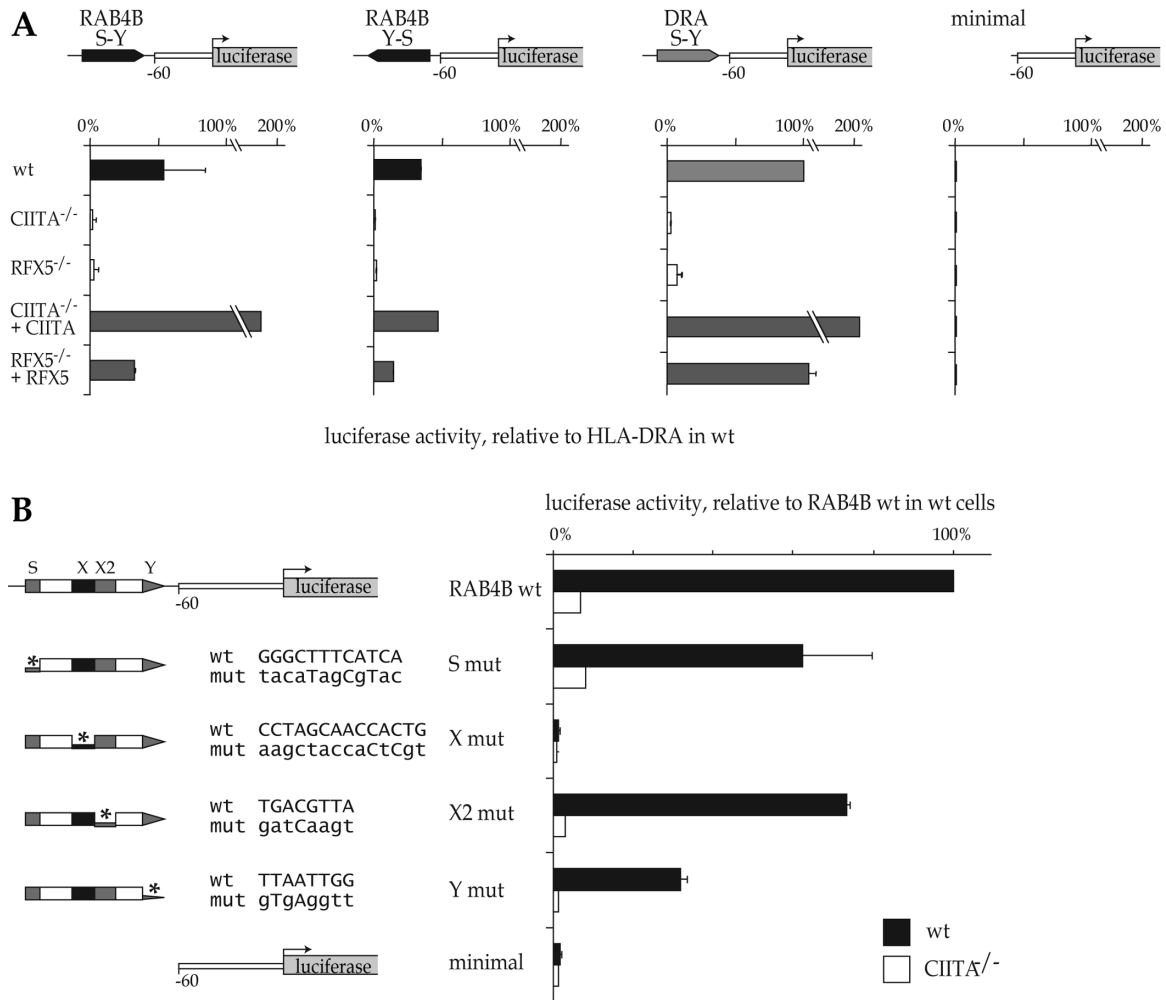 A
RAB4B
S-Y
-60
luciferase
RAB4B
Y-S
-60
luciferase
DRA
S-Y
-60
luciferase
minimal
-60
luciferase
0% 100% 200%
0% 100% 200%
0% 100% 200%
0% 100% 200%
wt
CIITA-/-
RFX5-/-
CIITA-/-
+ CIITA
RFX5-/-
+ RFX5
luciferase activity, relative to HLA-DRA in wt
B
luciferase activity, relative to RAB4B wt in wt cells
0% 100%
S X X2 Y
-60
luciferase
RAB4B wt
*
wt GGGCTTTCATCA
mut tacaTagCgTac
S mut
*
wt CCTAGCAACCACTG
mut aagctaccaCtCgt
X mut
*
wt TGACGTTA
mut gatCaagt
X2 mut
*
wt TTAATTGG
mut gTgAggtt
Y mut
-60
luciferase
minimal
wt
CIITA-/-